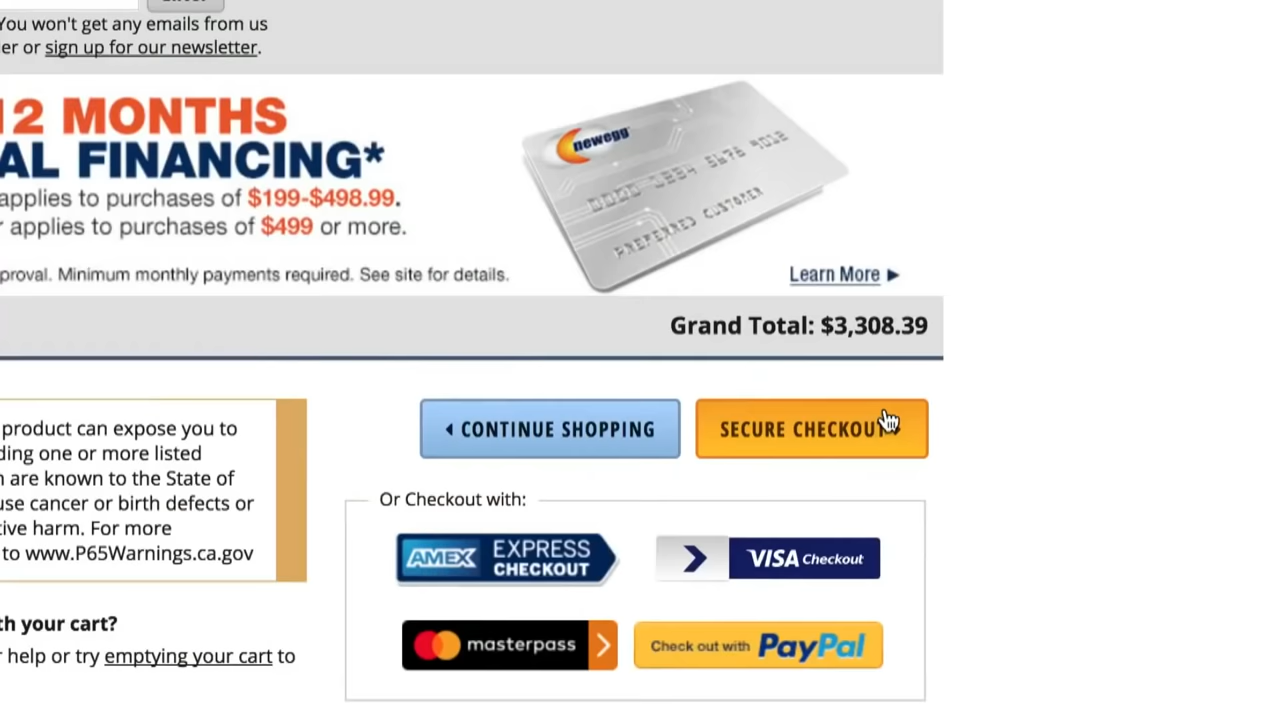 You won't get any emails from us
er or sign up for our newsletter.
12 MONTHS
AL FINANCING*
applies to purchases of $199-$498.99.
r applies to purchases of $499 or more.
proval. Minimum monthly payments required. See site for details.
newegg
5678 9012
PREFERRED CUSTOMER
Learn More
Grand Total: $3,308.39
product can expose you to
ding one or more listed
n are known to the State of
use cancer or birth defects or
tive harm. For more
to www.P65Warnings.ca.gov
CONTINUE SHOPPING
SECURE CHECKOUT
Or Checkout with:
AMEX EXPRESS CHECKOUT
VISA Checkout
masterpass
Check out with PayPal
th your cart?
r help or try emptying your cart to